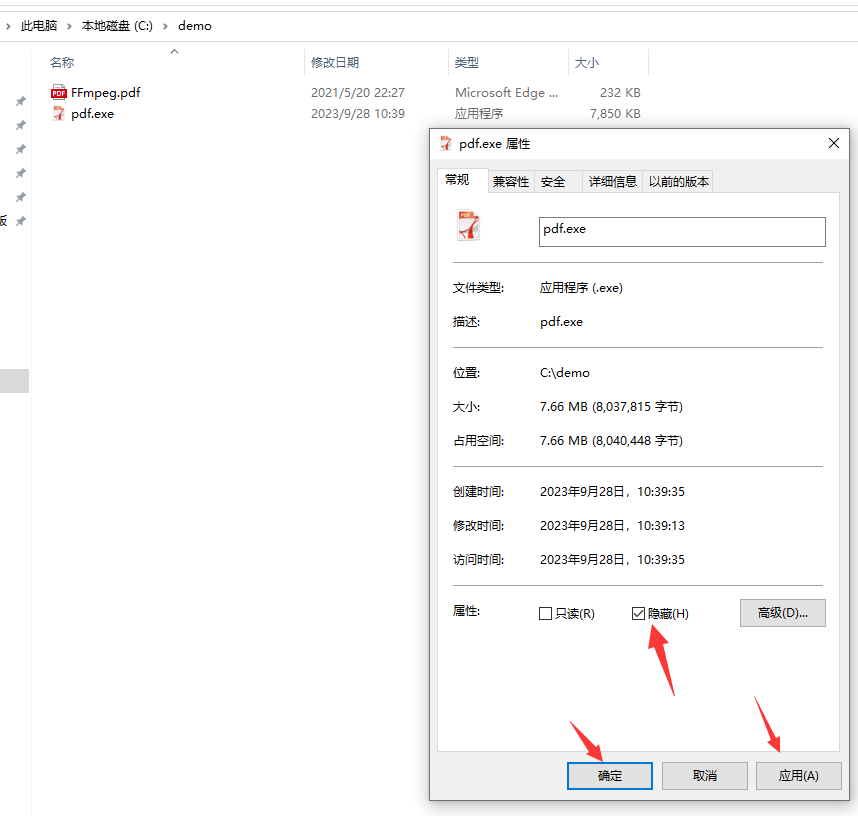 此电脑 > 本地磁盘 (C:) > demo
名称 修改日期 类型 大小
FFmpeg.pdf 2021/5/20 22:27 Microsoft Edge ... 232 KB
pdf.exe 2023/9/28 10:39 应用程序 7,850 KB
版
pdf.exe 属性
常规 兼容性 安全 详细信息 以前的版本
PDF
pdf.exe
文件类型: 应用程序 (.exe)
描述: pdf.exe
位置: C:\demo
大小: 7.66 MB (8,037,815 字节)
占用空间: 7.66 MB (8,040,448 字节)
创建时间: 2023年9月28日，10:39:35
修改时间: 2023年9月28日，10:39:13
访问时间: 2023年9月28日，10:39:35
属性: 只读(R) 隐藏(H) 高级(D)...
确定 取消 应用(A)